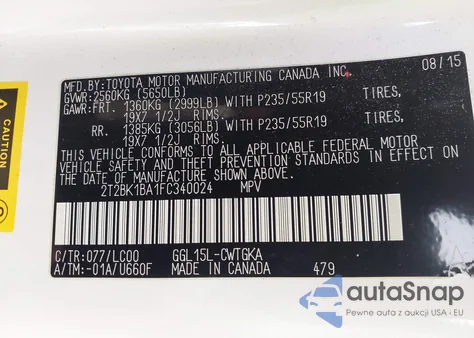 MFD.BY:TOYOTA MOTOR MANUFACTURING CANADA INC. 08/15
GVWR:2560KG (5650LB)
GAWR:FRT. 1360KG (2999LB) WITH P235/55R19 TIRES,
19X7 1/2J RIMS.
RR. 1385KG (3056LB) WITH P235/55R19 TIRES,
19X7 1/2J RIMS.
THIS VEHICLE CONFORMS TO ALL APPLICABLE FEDERAL MOTOR
VEHICLE SAFETY AND THEFT PREVENTION STANDARDS IN EFFECT
ON THE DATE OF MANUFACTURE SHOWN ABOVE.
2T2BK1BA1FC340024 MPV
C/TR:077/LC00 GGL15L-CWTGKA
A/TM:-01A/U660F MADE IN CANADA 479
CAUTION
autoSnap
Pewne auta z aukcji USA - EU